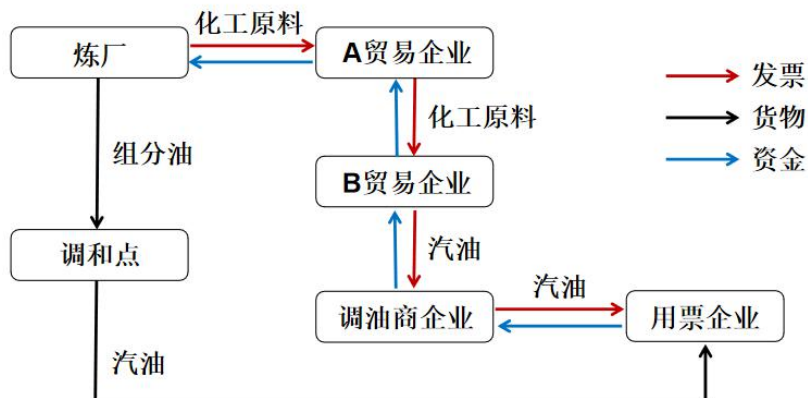 化工原料
炼厂
A贸易企业
发票
货物
资金
化工原料
组分油
B贸易企业
调和点
汽油
汽油
调油商企业
用票企业
汽油